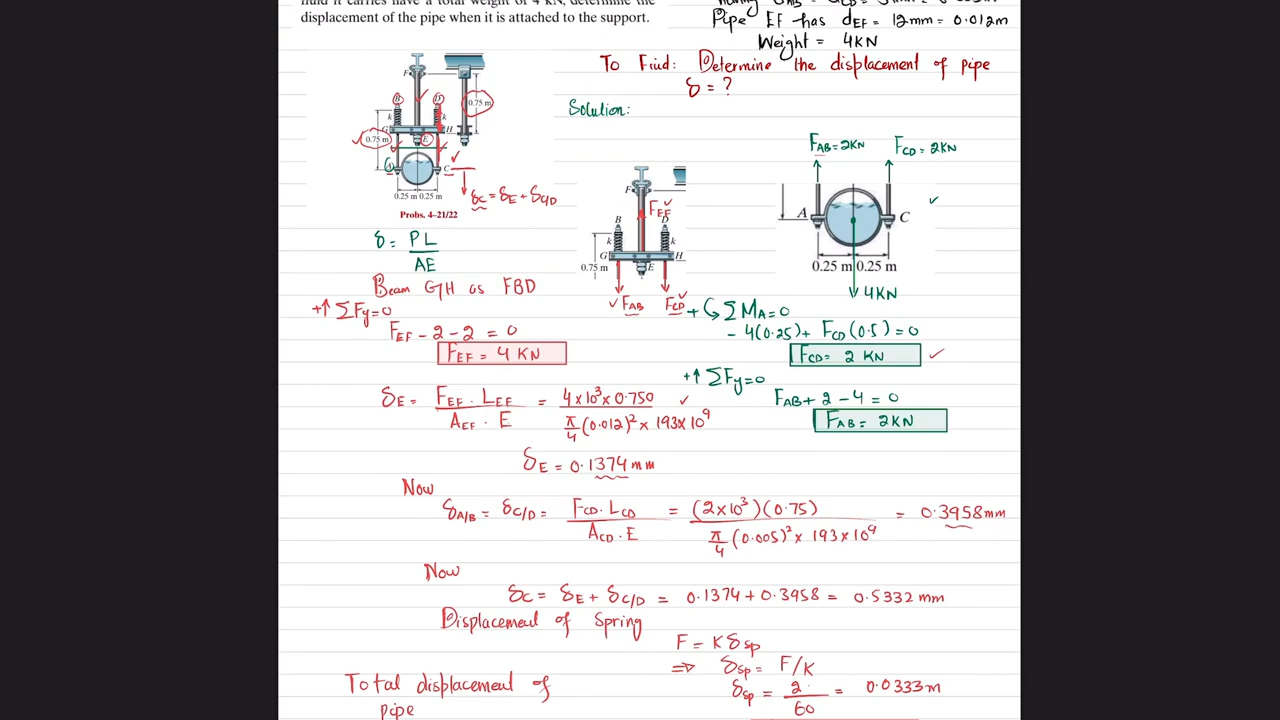 fluid it carries have a total weight of 4 kN, determine the
displacement of the pipe when it is attached to the support.
Pipe EF has dEF = 12mm = 0.012m
Weight = 4KN
To Find: Determine the displacement of pipe
δ = ?
Solution:
F
B
D
0.75 m
k
k
G
H
0.75 m
E
A
C
0.25 m 0.25 m
δC = δE + δC/D
Probs. 4–21/22
δ = PL
AE
Beam GH as FBD
+↑ ΣFy=0
FEF - 2 - 2 = 0
FEF = 4 KN
F
FEF
B
D
k
k
G
H
0.75 m
E
FAB
FCD
FAB=2KN
FCD=2KN
A
C
0.25 m 0.25 m
4KN
+ ΣMA=0
- 4(0.25)+ FCD (0.5)=0
FCD= 2 KN
+↑ ΣFy=0
FAB+ 2 - 4 = 0
FAB= 2KN
δE = FEF . LEF = 4×10³×0.750
AEF . E π/4 (0.012)² × 193×10⁹
δE = 0.1374 mm
Now
δA/B = δC/D = FCD. LCD = (2×10³)(0.75) = 0.3958mm
ACD . E π/4 (0.005)² × 193×10⁹
Now
δC = δE + δC/D = 0.1374 + 0.3958 = 0.5332 mm
Displacement of Spring
F = K δsp
⇒ δsp = F/K
δsp = 2 = 0.0333m
60
Total displacement of
pipe